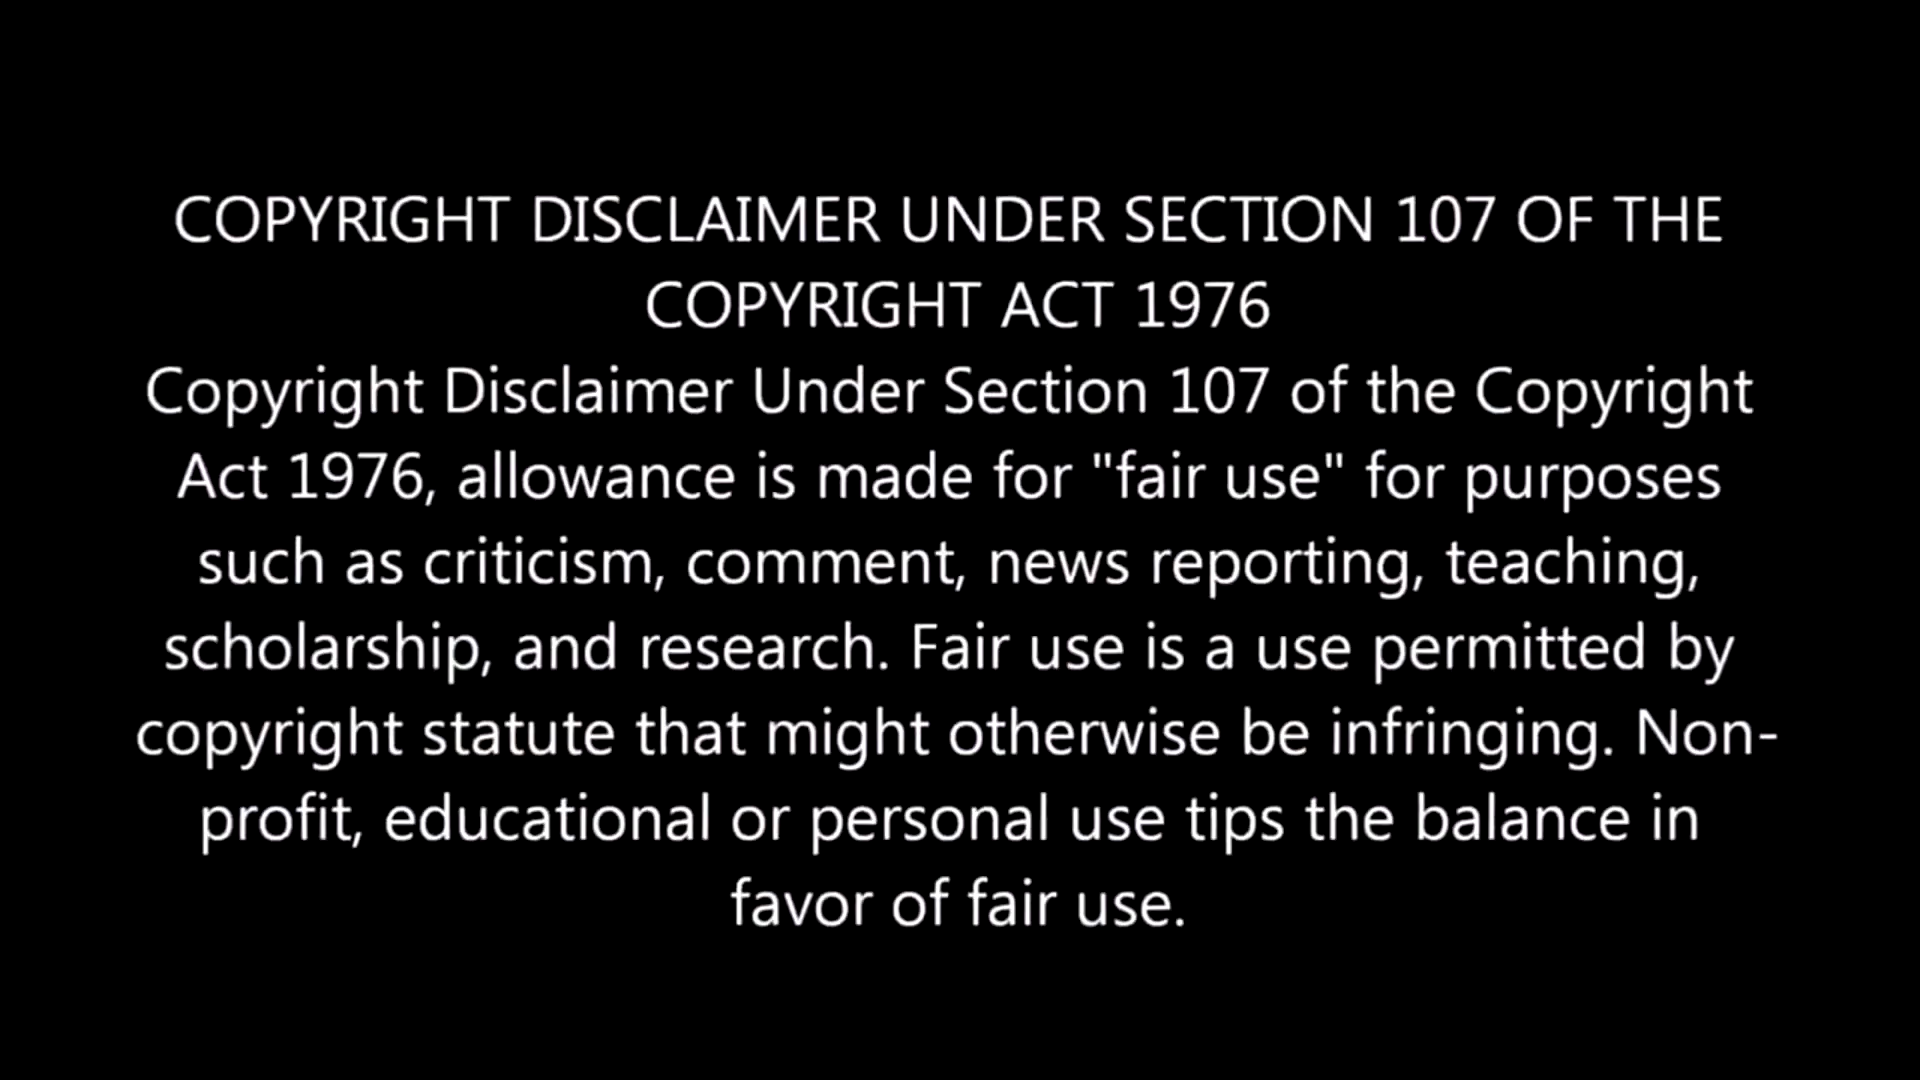 COPYRIGHT DISCLAIMER UNDER SECTION 107 OF THE
COPYRIGHT ACT 1976
Copyright Disclaimer Under Section 107 of the Copyright
Act 1976, allowance is made for "fair use" for purposes
such as criticism, comment, news reporting, teaching,
scholarship, and research. Fair use is a use permitted by
copyright statute that might otherwise be infringing. Non-
profit, educational or personal use tips the balance in
favor of fair use.